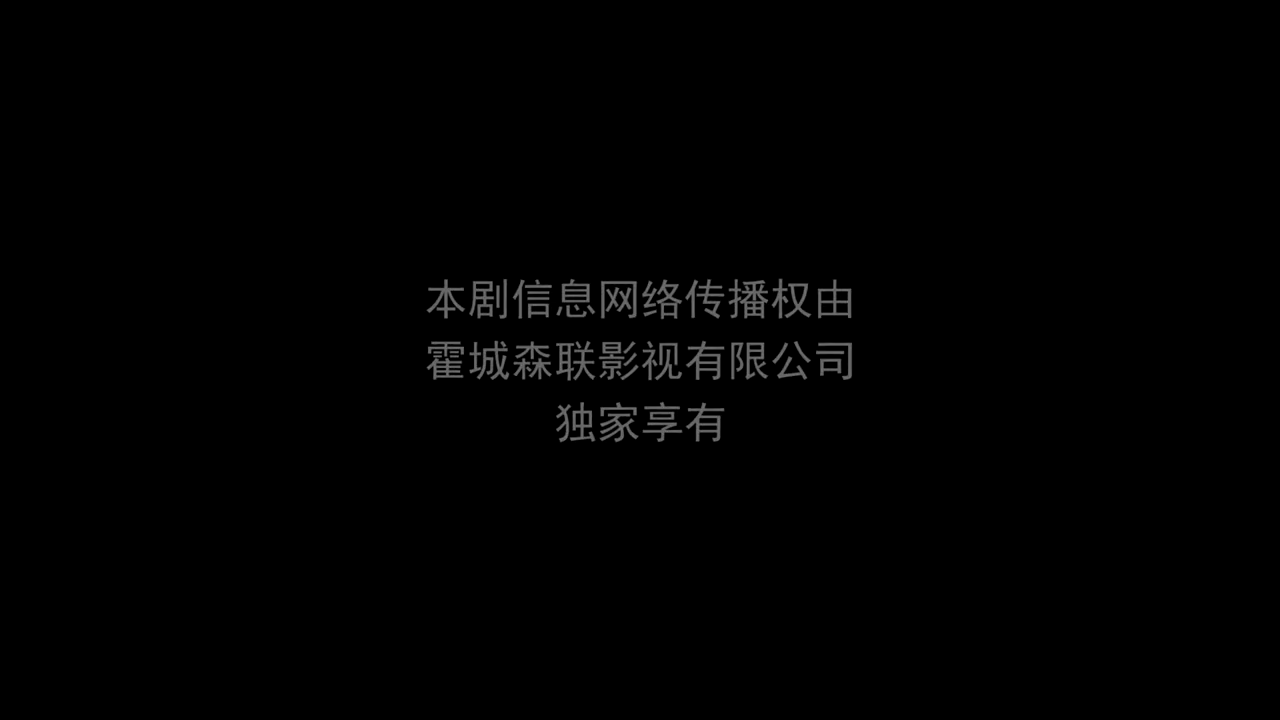 本剧信息网络传播权由
霍城森联影视有限公司
独家享有